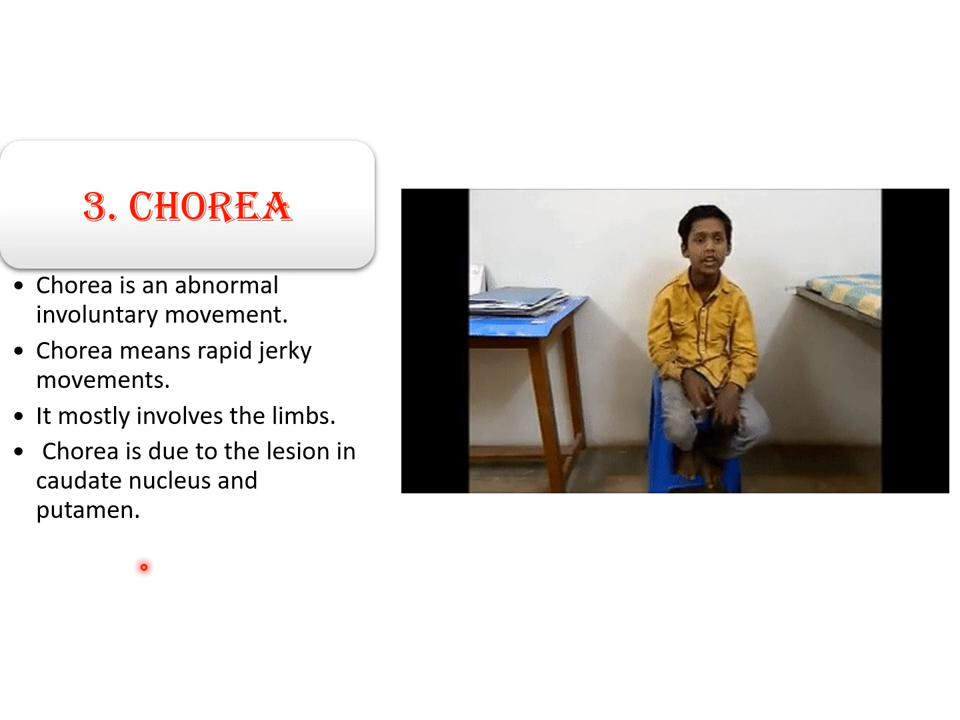 3. CHOREA
• Chorea is an abnormal
involuntary movement.
• Chorea means rapid jerky
movements.
• It mostly involves the limbs.
• Chorea is due to the lesion in
caudate nucleus and
putamen.